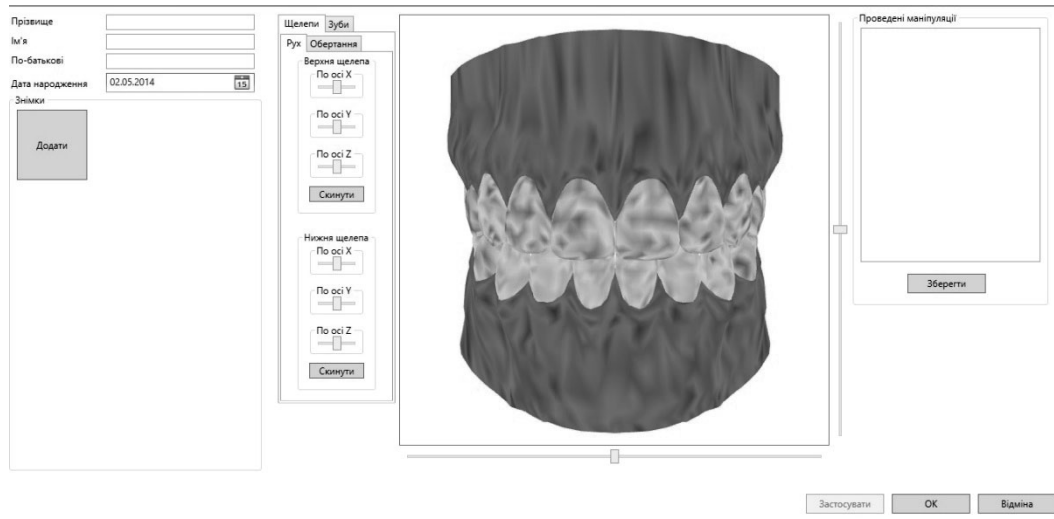 Прізвище
Ім'я
По-батькові
Дата народження 02.05.2014 15
Знімки
Додати
Щелепи Зуби
Рух Обертання
Верхня щелепа
По осі X
По осі Y
По осі Z
Скинути
Нижня щелепа
По осі X
По осі Y
По осі Z
Скинути
Проведені маніпуляції
Зберегти
Застосувати ОК Відміна